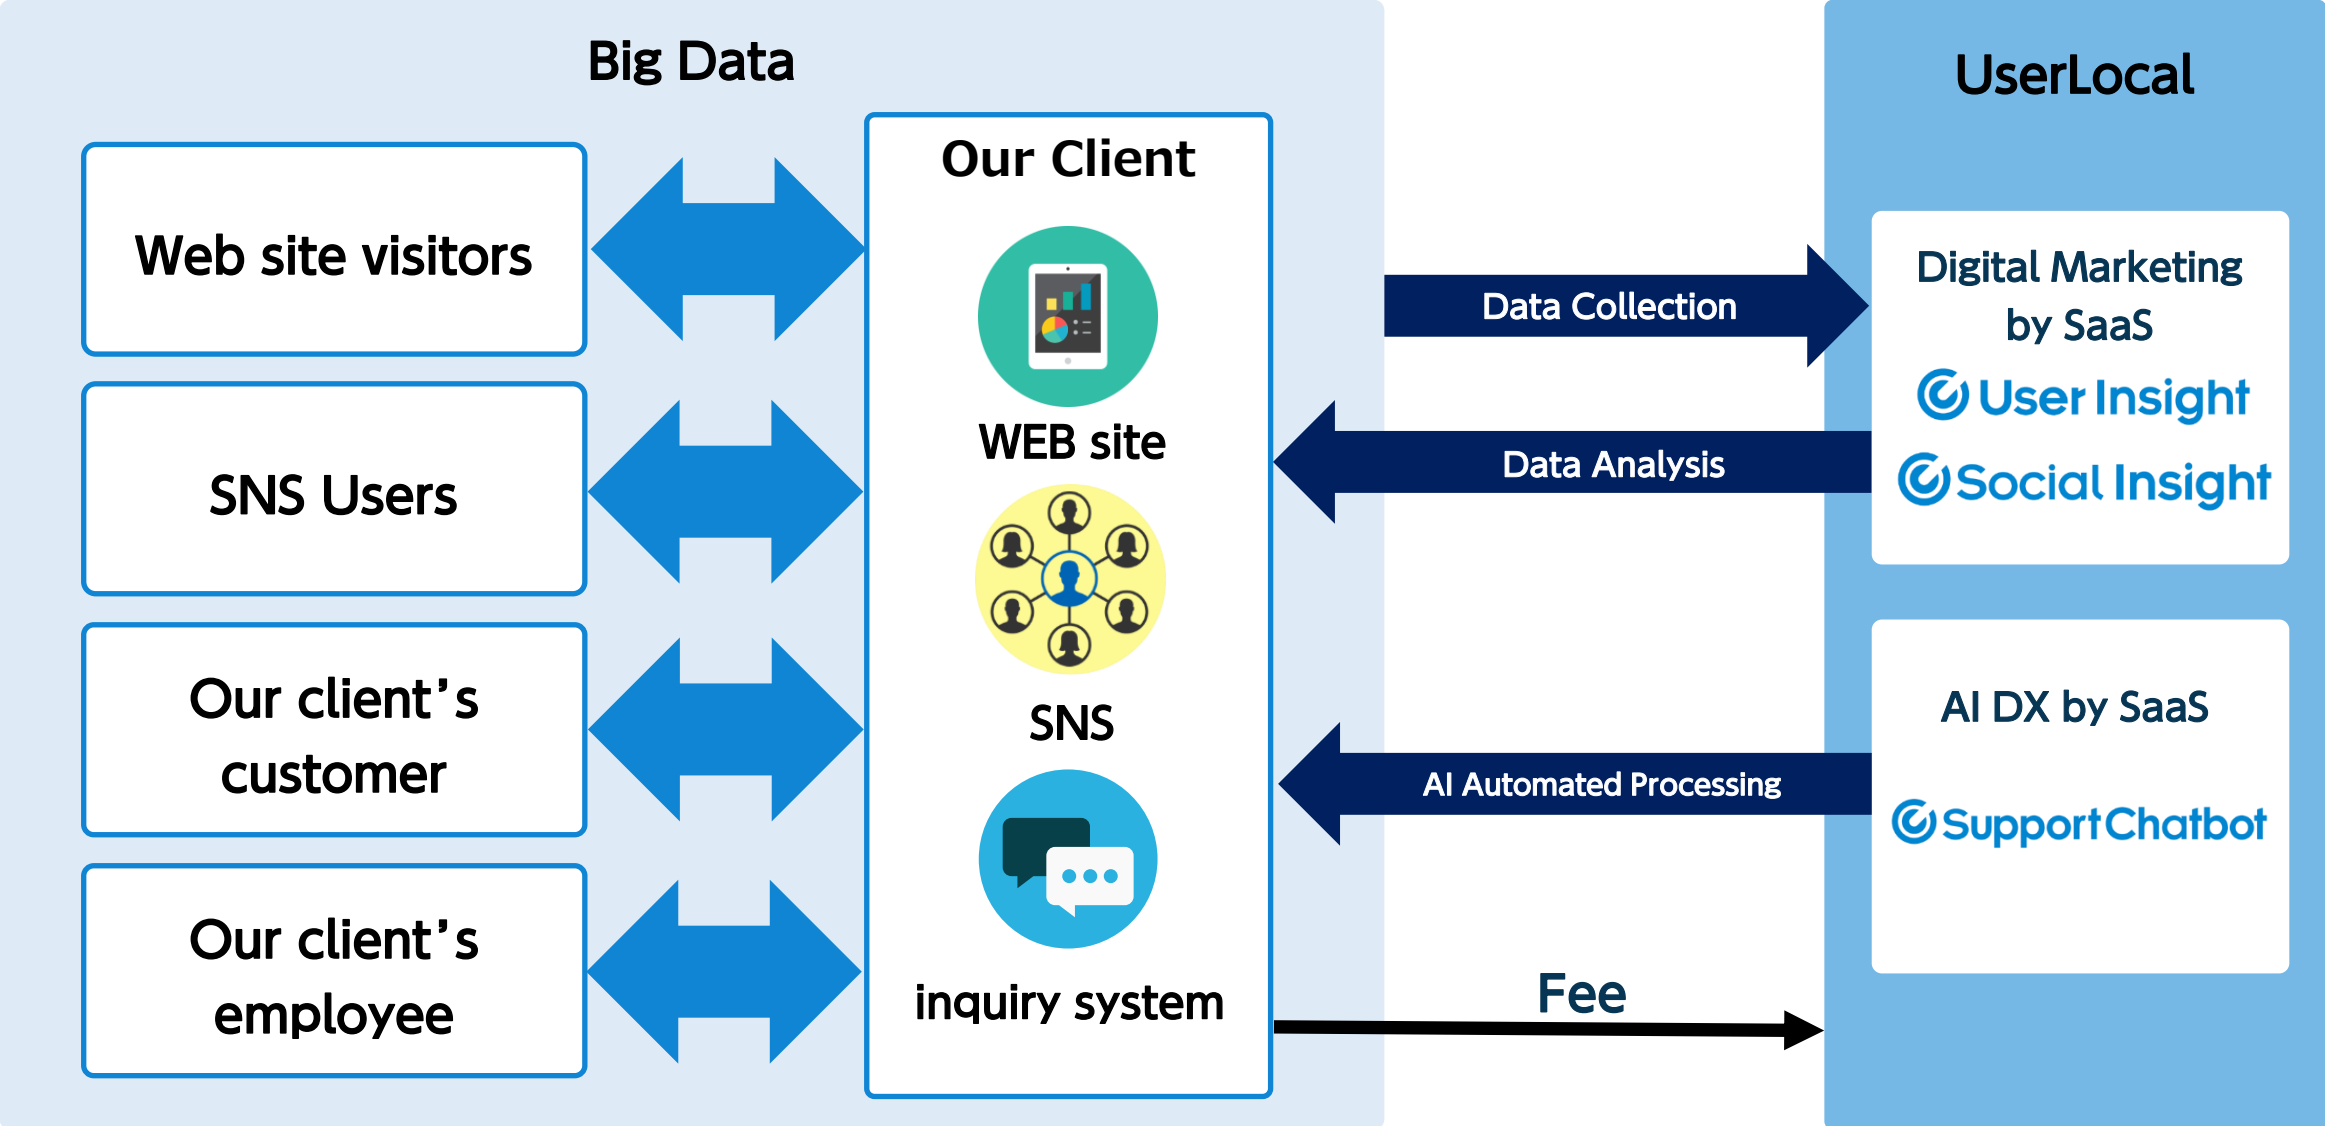 Big Data
Web site visitors
SNS Users
Our client's
customer
Our client's
employee
Our Client
WEB site
SNS
inquiry system
Data Collection
Data Analysis
AI Automated Processing
Fee
UserLocal
Digital Marketing
by SaaS
User Insight
Social Insight
AI DX by SaaS
Support Chatbot